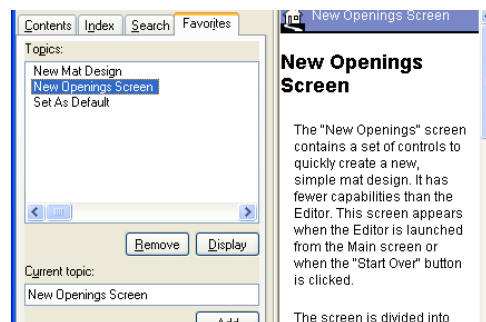 Contents Index Search Favorites
Topics:
New Mat Design
New Openings Screen
Set As Default
Remove Display
Current topic:
New Openings Screen
Add
New Openings Screen
New Openings
Screen
The "New Openings" screen
contains a set of controls to
quickly create a new,
simple mat design. It has
fewer capabilities than the
Editor. This screen appears
when the Editor is launched
from the Main screen or
when the "Start Over" button
is clicked.
The screen is divided into